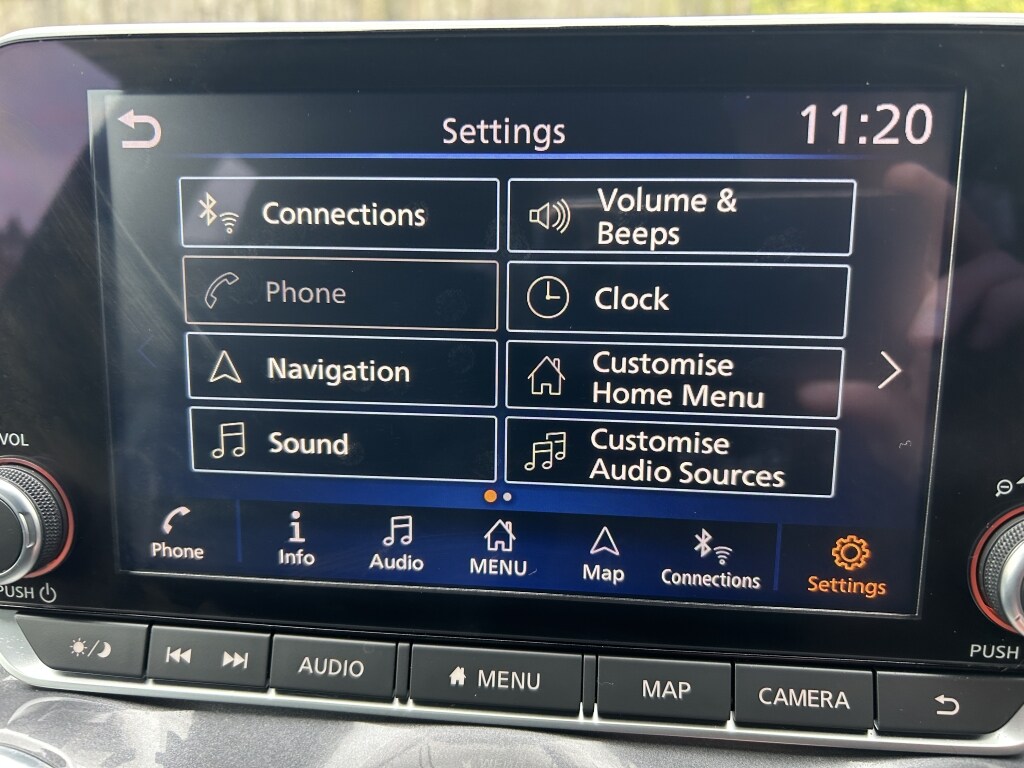 Settings
11:20
Connections
Volume &
Beeps
Phone
Clock
Navigation
Customise
Home Menu
Sound
Customise
Audio Sources
VOL
Phone
Info
Audio
MENU
Map
Connections
Settings
PUSH
PUSH
AUDIO
MENU
MAP
CAMERA